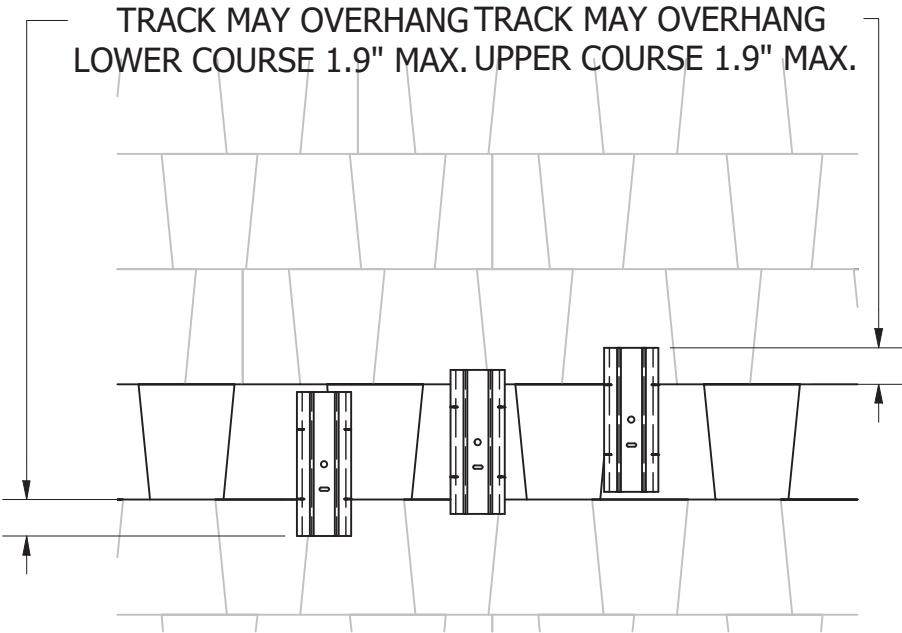 TRACK MAY OVERHANG
LOWER COURSE 1.9" MAX.
TRACK MAY OVERHANG
UPPER COURSE 1.9" MAX.